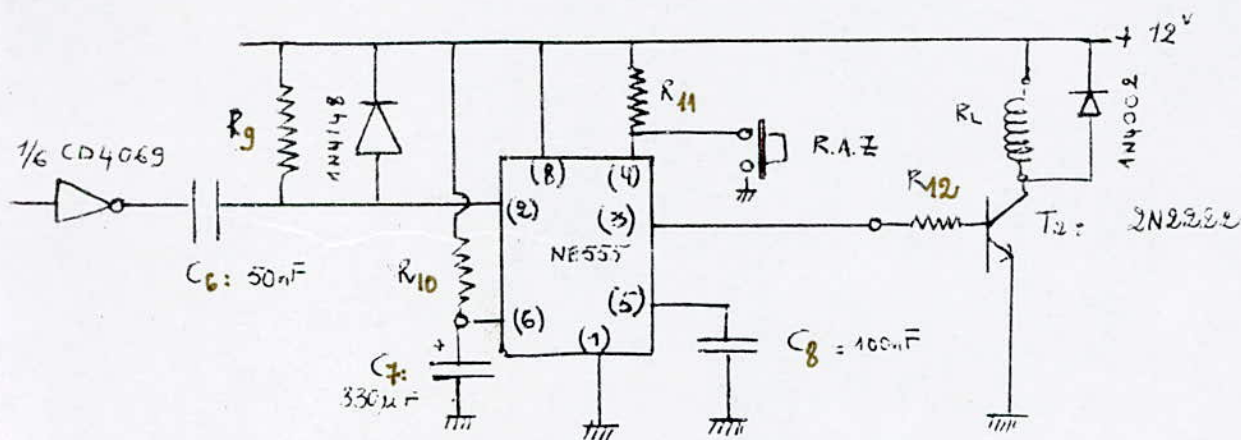 + 12V
R11
RL
1N4002
R9
1N4148
1/6 CD4069
R.A.Z
(8)
(4)
R12
(2)
(3)
T2: 2N2222
NE555
C6: 50nF
R10
(6)
(5)
(1)
C7:
330µF
C8 = 100nF
+